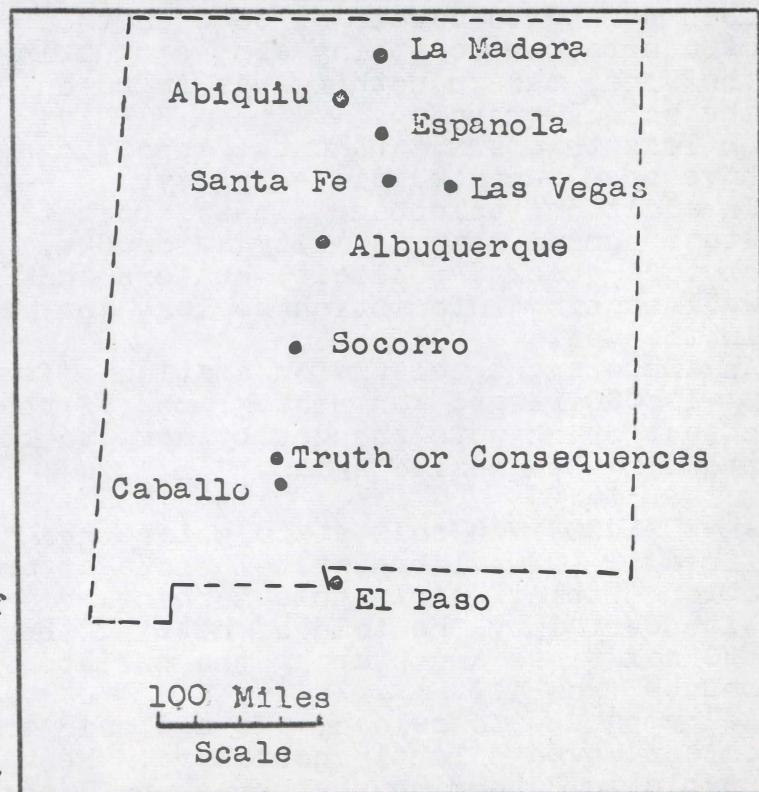 La Madera
Abiquiu
Espanola
Santa Fe
Las Vegas
Albuquerque
Socorro
Truth or Consequences
Caballo
El Paso
100 Miles
Scale